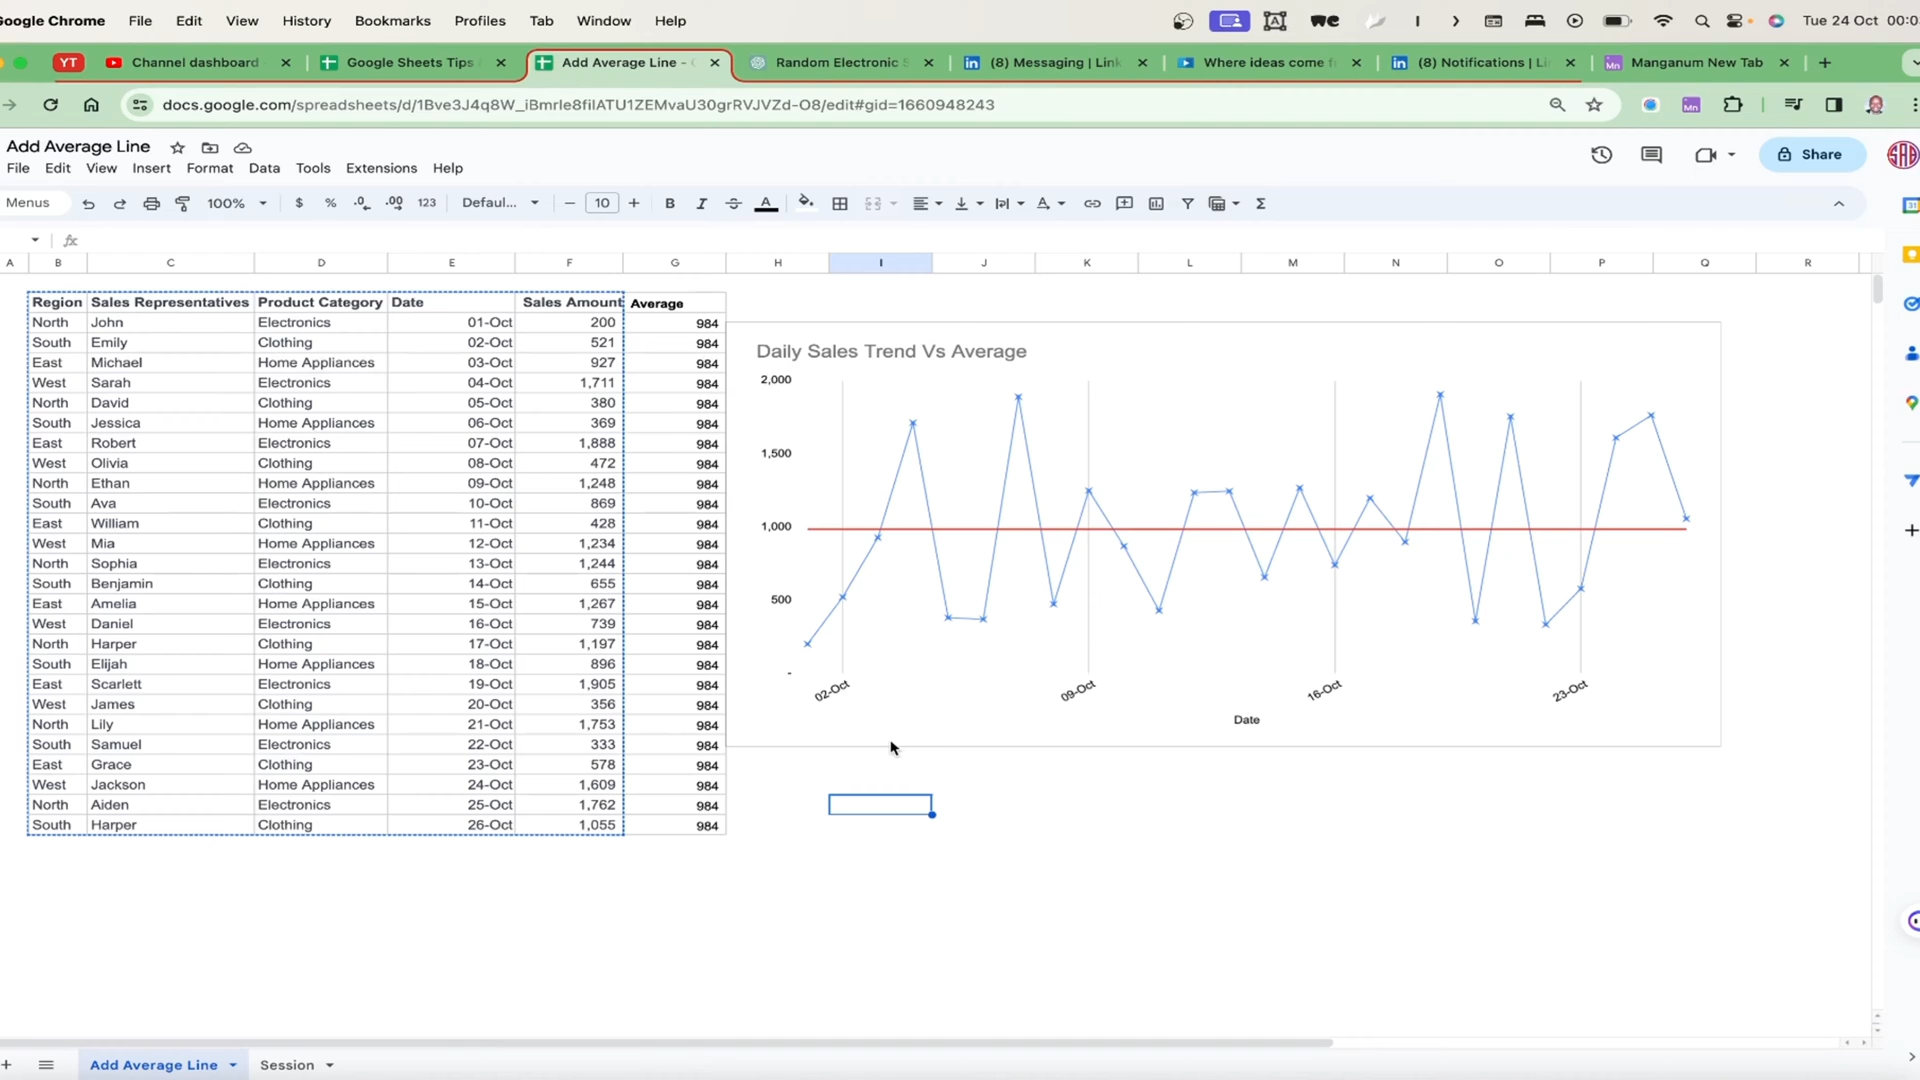 Google Chrome File Edit View History Bookmarks Profiles Tab Window Help Tue 24 Oct 00:0
YT Channel dashboard Google Sheets Tips Add Average Line - Random Electronic S (8) Messaging | Link Where ideas come f (8) Notifications | Li Mn Manganum New Tab
docs.google.com/spreadsheets/d/1Bve3J4q8W_iBmrle8filATU1ZEMvaU30grRVJVZd-O8/edit#gid=1660948243 Mn
Add Average Line
File Edit View Insert Format Data Tools Extensions Help
Share
Menus 100% $ % .0 .00 123 Defaul... 10 B I S A
fx
A B C D E F G H I J K L M N O P Q R
Region Sales Representatives Product Category Date Sales Amount Average
North John Electronics 01-Oct 200 984
South Emily Clothing 02-Oct 521 984
East Michael Home Appliances 03-Oct 927 984
West Sarah Electronics 04-Oct 1,711 984
North David Clothing 05-Oct 380 984
South Jessica Home Appliances 06-Oct 369 984
East Robert Electronics 07-Oct 1,888 984
West Olivia Clothing 08-Oct 472 984
North Ethan Home Appliances 09-Oct 1,248 984
South Ava Electronics 10-Oct 869 984
East William Clothing 11-Oct 428 984
West Mia Home Appliances 12-Oct 1,234 984
North Sophia Electronics 13-Oct 1,244 984
South Benjamin Clothing 14-Oct 655 984
East Amelia Home Appliances 15-Oct 1,267 984
West Daniel Electronics 16-Oct 739 984
North Harper Clothing 17-Oct 1,197 984
South Elijah Home Appliances 18-Oct 896 984
East Scarlett Electronics 19-Oct 1,905 984
West James Clothing 20-Oct 356 984
North Lily Home Appliances 21-Oct 1,753 984
South Samuel Electronics 22-Oct 333 984
East Grace Clothing 23-Oct 578 984
West Jackson Home Appliances 24-Oct 1,609 984
North Aiden Electronics 25-Oct 1,762 984
South Harper Clothing 26-Oct 1,055 984
Daily Sales Trend Vs Average
2,000
1,500
1,000
500
-
02-Oct 09-Oct 16-Oct 23-Oct
Date
Add Average Line Session